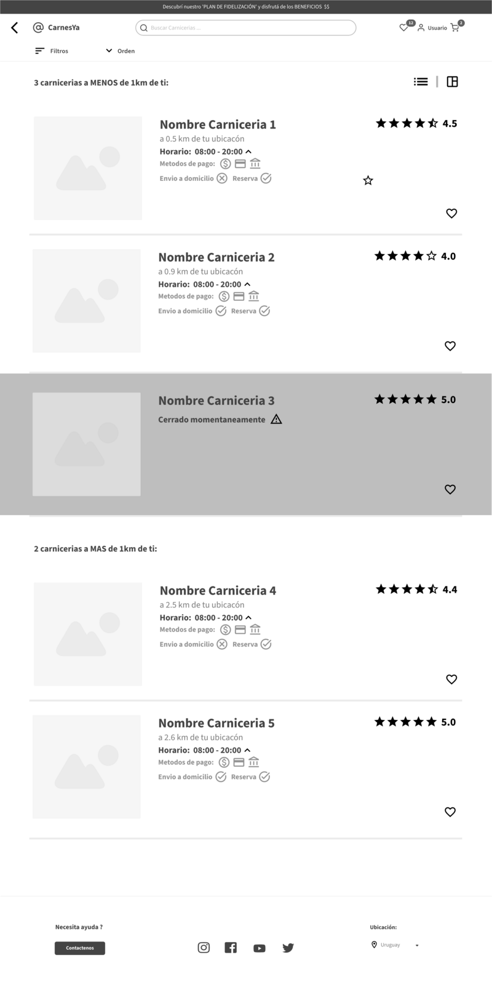 Descubrí nuestro 'PLAN DE FIDELIZACIÓN' y disfrutá de los BENEFICIOS $$
CarnesYa
Buscar Carnicerias ...
12
Usuario
2
Filtros
Orden
3 carnicerias a MENOS de 1km de ti:
Nombre Carniceria 1
4.5
a 0.5 km de tu ubicacón
Horario: 08:00 - 20:00
Metodos de pago:
Envio a domicilio Reserva
Nombre Carniceria 2
4.0
a 0.9 km de tu ubicacón
Horario: 08:00 - 20:00
Metodos de pago:
Envio a domicilio Reserva
Nombre Carniceria 3
5.0
Cerrado momentaneamente
2 carnicerias a MAS de 1km de ti:
Nombre Carniceria 4
4.4
a 2.5 km de tu ubicacón
Horario: 08:00 - 20:00
Metodos de pago:
Envio a domicilio Reserva
Nombre Carniceria 5
5.0
a 2.6 km de tu ubicacón
Horario: 08:00 - 20:00
Metodos de pago:
Envio a domicilio Reserva
Necesita ayuda ?
Contactenos
Ubicación:
Uruguay